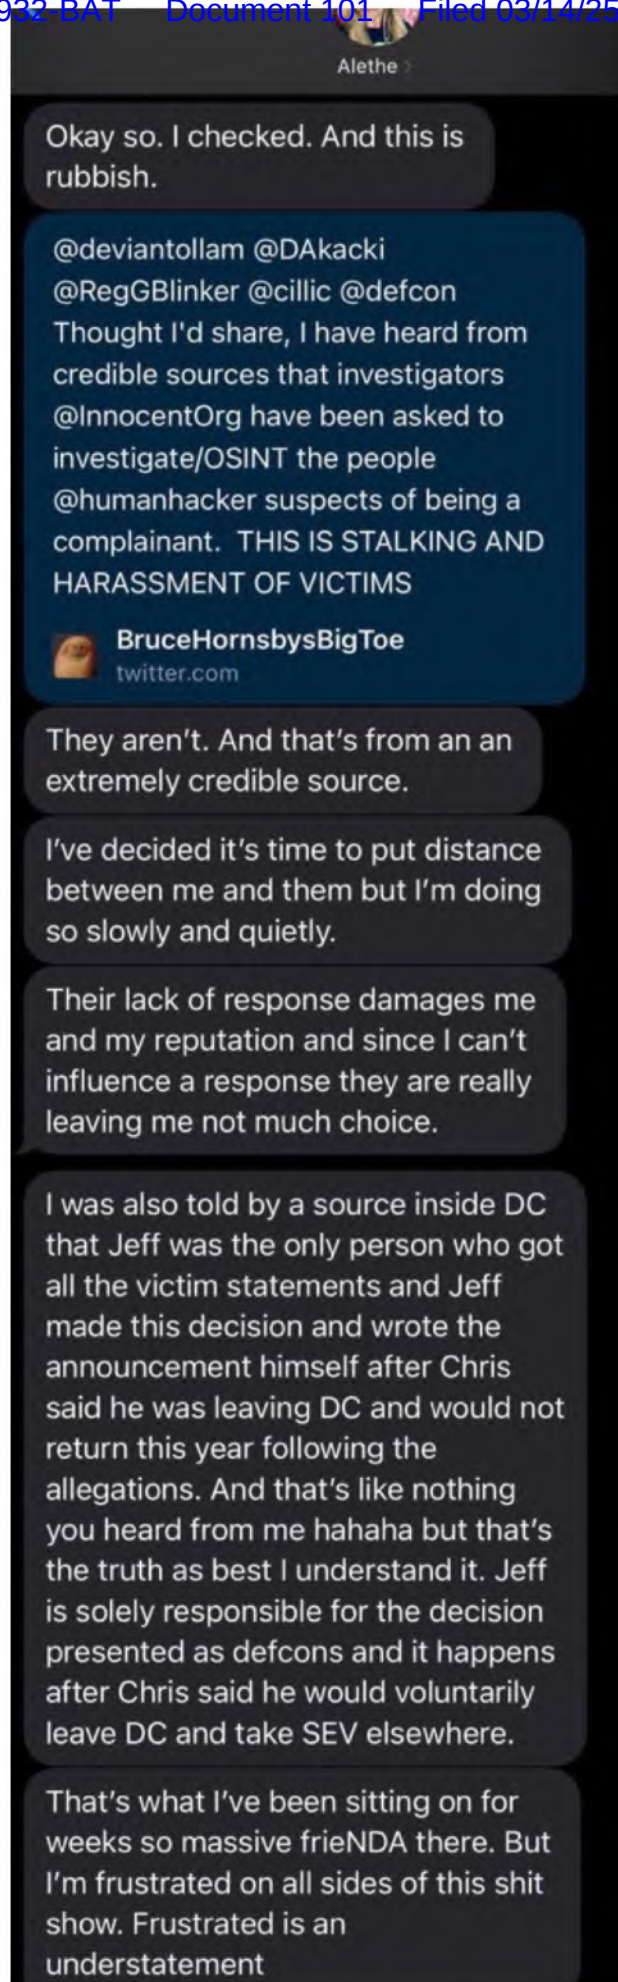 932-BAT Document 101 Filed 03/14/25
Alethe
Okay so. I checked. And this is
rubbish.
@deviantollam @DAkacki
@RegGBlinker @cillic @defcon
Thought I'd share, I have heard from
credible sources that investigators
@InnocentOrg have been asked to
investigate/OSINT the people
@humanhacker suspects of being a
complainant.  THIS IS STALKING AND
HARASSMENT OF VICTIMS
BruceHornsbysBigToe
twitter.com
They aren't. And that's from an an
extremely credible source.
I've decided it's time to put distance
between me and them but I'm doing
so slowly and quietly.
Their lack of response damages me
and my reputation and since I can't
influence a response they are really
leaving me not much choice.
I was also told by a source inside DC
that Jeff was the only person who got
all the victim statements and Jeff
made this decision and wrote the
announcement himself after Chris
said he was leaving DC and would not
return this year following the
allegations. And that's like nothing
you heard from me hahaha but that's
the truth as best I understand it. Jeff
is solely responsible for the decision
presented as defcons and it happens
after Chris said he would voluntarily
leave DC and take SEV elsewhere.
That's what I've been sitting on for
weeks so massive frieNDA there. But
I'm frustrated on all sides of this shit
show. Frustrated is an
understatement